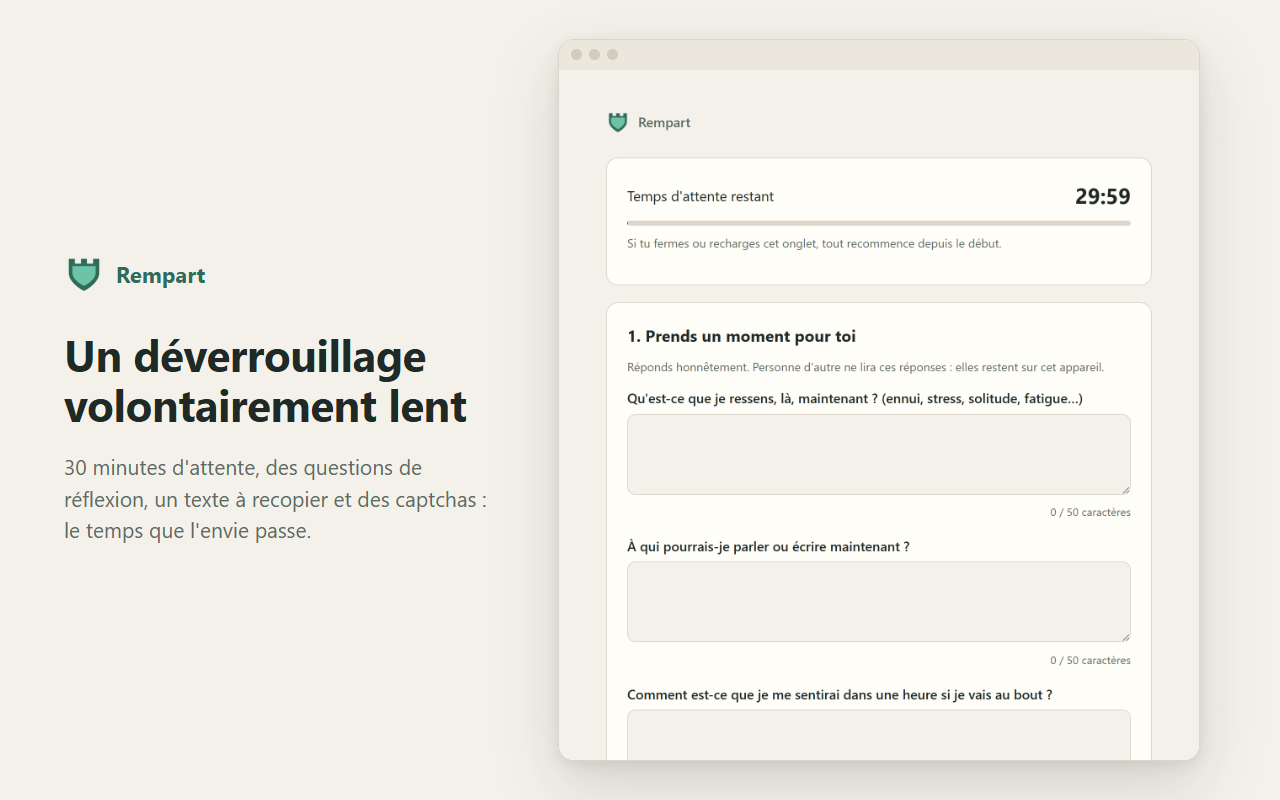 Rempart
Un déverrouillage
volontairement lent
30 minutes d'attente, des questions de
réflexion, un texte à recopier et des captchas :
le temps que l'envie passe.
Rempart
Temps d'attente restant
29:59
Si tu fermes ou recharges cet onglet, tout recommence depuis le début.
1. Prends un moment pour toi
Réponds honnêtement. Personne d'autre ne lira ces réponses : elles restent sur cet appareil.
Qu'est-ce que je ressens, là, maintenant ? (ennui, stress, solitude, fatigue…)
0 / 50 caractères
À qui pourrais-je parler ou écrire maintenant ?
0 / 50 caractères
Comment est-ce que je me sentirai dans une heure si je vais au bout ?